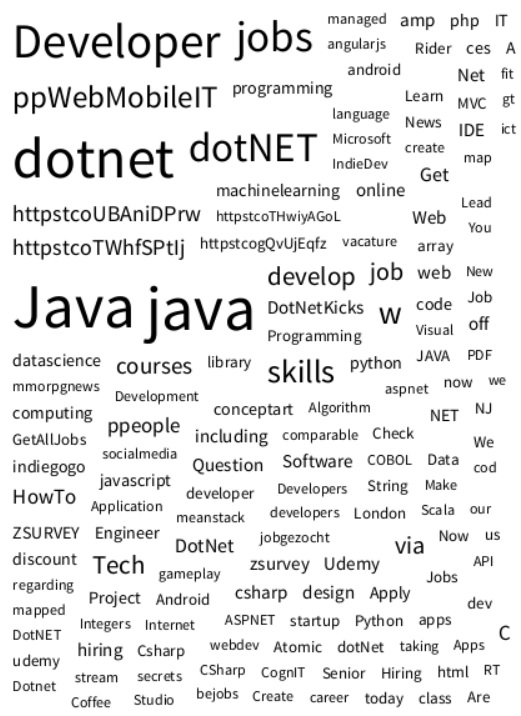 Developer jobs managed amp php IT
angularjs Rider ces A
android Net fit
ppWebMobileIT programming Learn MVC gt
language News IDE ict
dotnet dotNET Microsoft create map
IndieDev Get
machinelearning online Lead
httpstcoUBAniDPrw httpstcoTHwiyAGoL Web You
httpstcoTWhfSPtIj httpstcogQvUjEqfz vacature array
develop job web New
Java java DotNetKicks w code Job
Programming Visual off
datascience courses library skills python JAVA PDF
mmorpgnews Development aspnet now we
computing conceptart Algorithm NET NJ
GetAllJobs ppeople including comparable Check We
indiegogo socialmedia Question Software COBOL Data cod
HowTo javascript developer Developers String Make
Application meanstack developers London Scala our
ZSURVEY Engineer DotNet jobgezocht via Now us
discount Tech gameplay zsurvey Udemy Jobs API
regarding Project Android csharp design Apply dev
mapped Integers Internet ASPNET startup Python apps C
DotNET hiring Csharp webdev Atomic dotNet taking Apps
udemy stream secrets CSharp CognIT Senior Hiring html RT
Dotnet Coffee Studio bejobs Create career today class Are